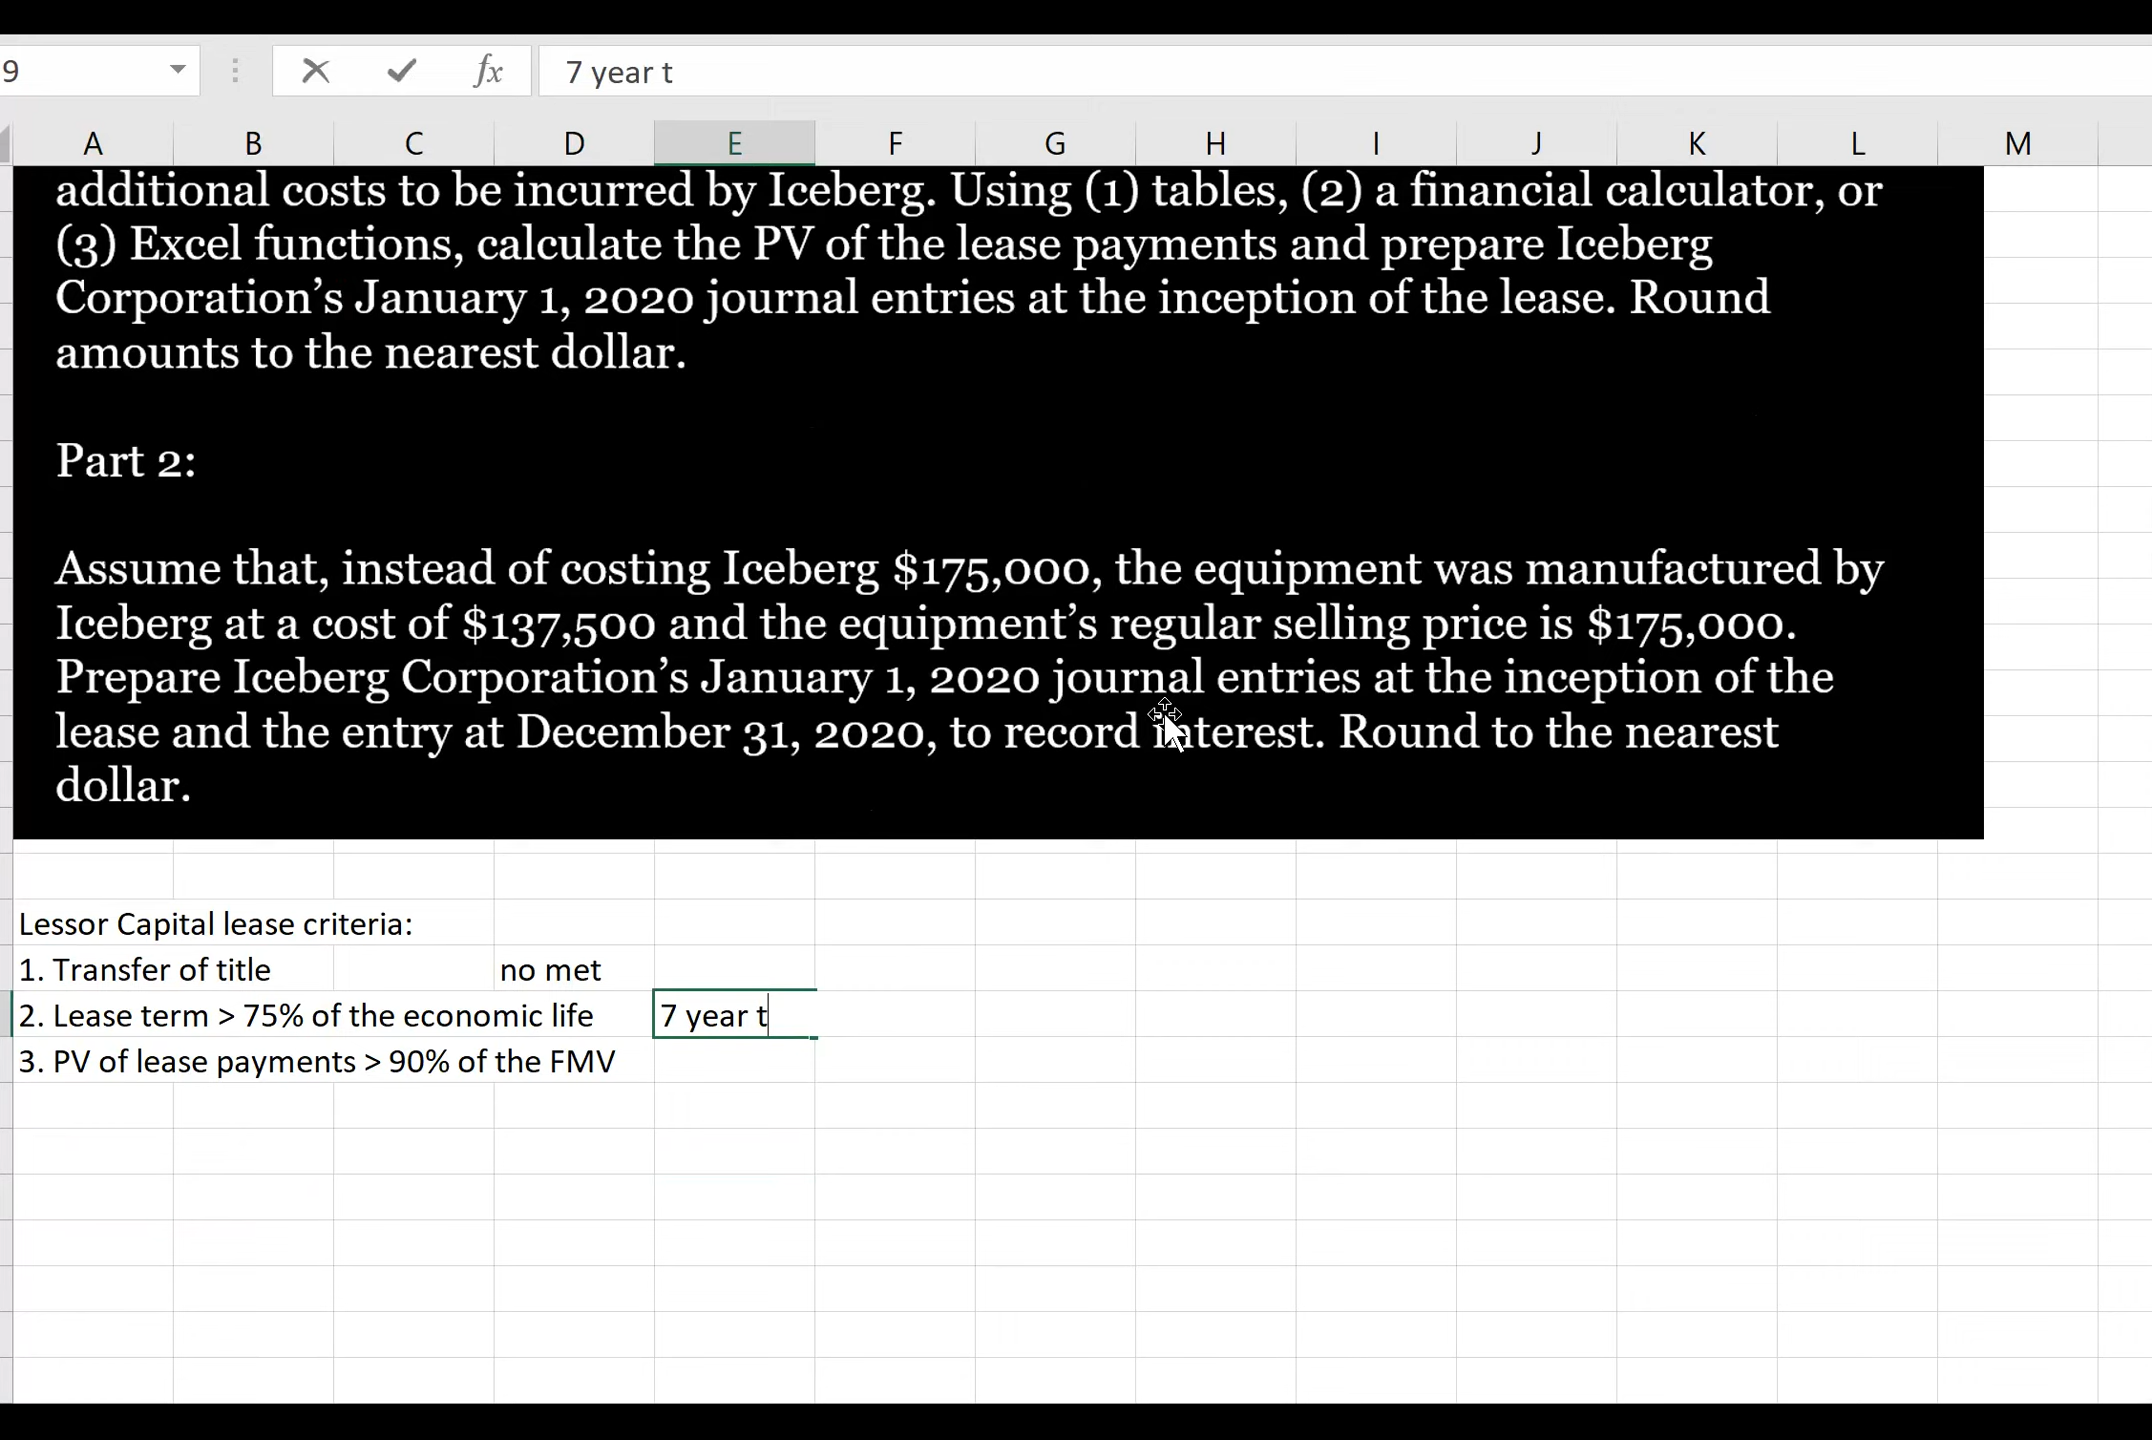 9
fx
7 year t
A B C D E F G H I J K L M
additional costs to be incurred by Iceberg. Using (1) tables, (2) a financial calculator, or
(3) Excel functions, calculate the PV of the lease payments and prepare Iceberg
Corporation’s January 1, 2020 journal entries at the inception of the lease. Round
amounts to the nearest dollar.
Part 2:
Assume that, instead of costing Iceberg $175,000, the equipment was manufactured by
Iceberg at a cost of $137,500 and the equipment’s regular selling price is $175,000.
Prepare Iceberg Corporation’s January 1, 2020 journal entries at the inception of the
lease and the entry at December 31, 2020, to record interest. Round to the nearest
dollar.
Lessor Capital lease criteria:
1. Transfer of title no met
2. Lease term > 75% of the economic life 7 year t
3. PV of lease payments > 90% of the FMV